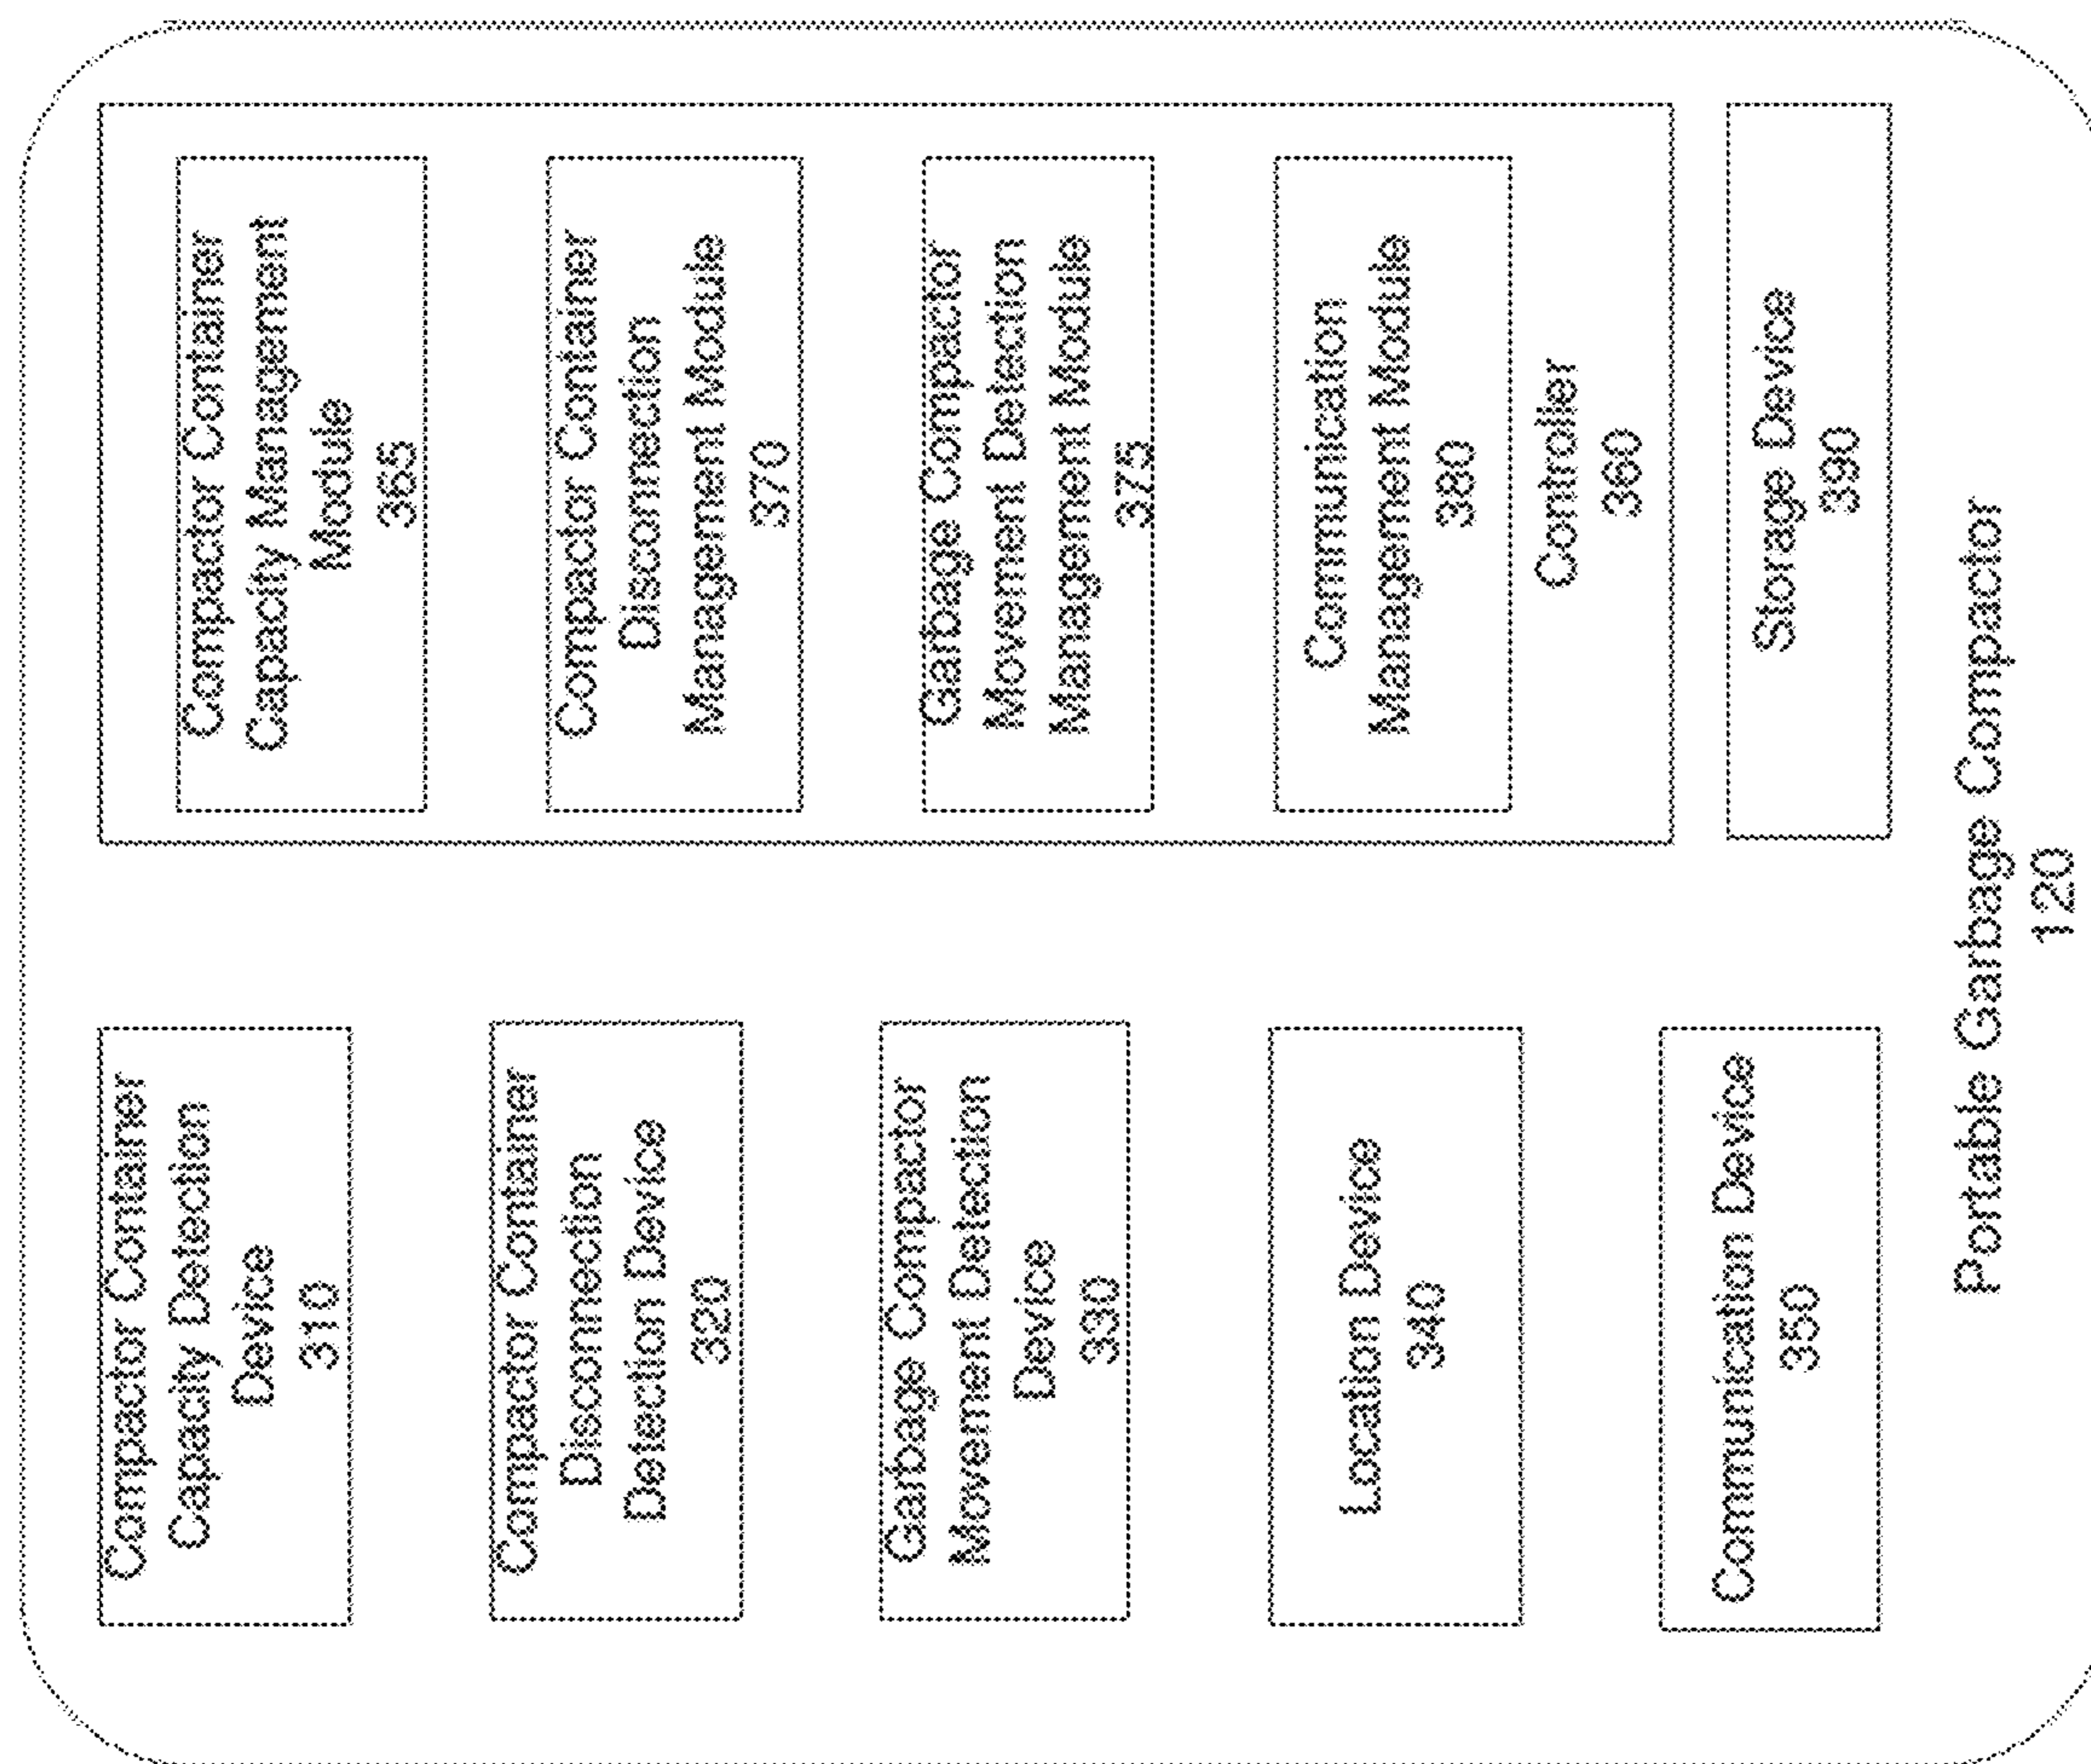 Compactor Container
Capacity Detection
Device
310
Compactor Container
Disconnection
Detection Device
320
Garbage Compactor
Movement Detection
Device
330
Location Device
340
Communication Device
350
Compactor Container
Capacity Management
Module
365
Compactor Container
Disconnection
Management Module
370
Garbage Compactor
Movement Detection
Management Module
375
Communication
Management Module
380
Controller
360
Storage Device
390
Portable Garbage Compactor
120